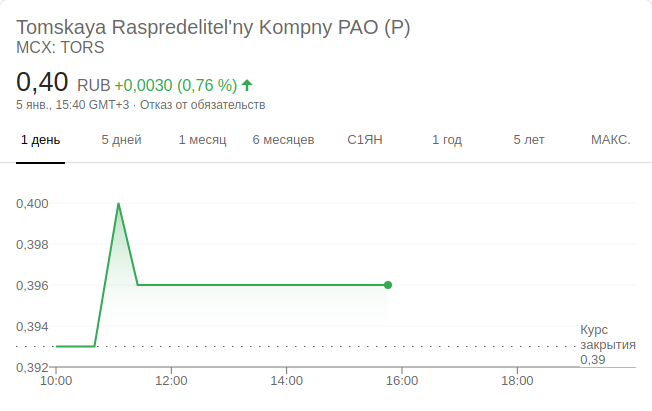 Tomskaya Raspredelitel'ny Kompny PAO (P)
MCX: TORS
0,40 RUB +0,0030 (0,76 %)
5 янв., 15:40 GMT+3 · Отказ от обязательств
1 день 5 дней 1 месяц 6 месяцев С1ЯН 1 год 5 лет МАКС.
0,400
0,398
0,396
0,394
Курс
закрытия
0,39
0,392
10:00 12:00 14:00 16:00 18:00